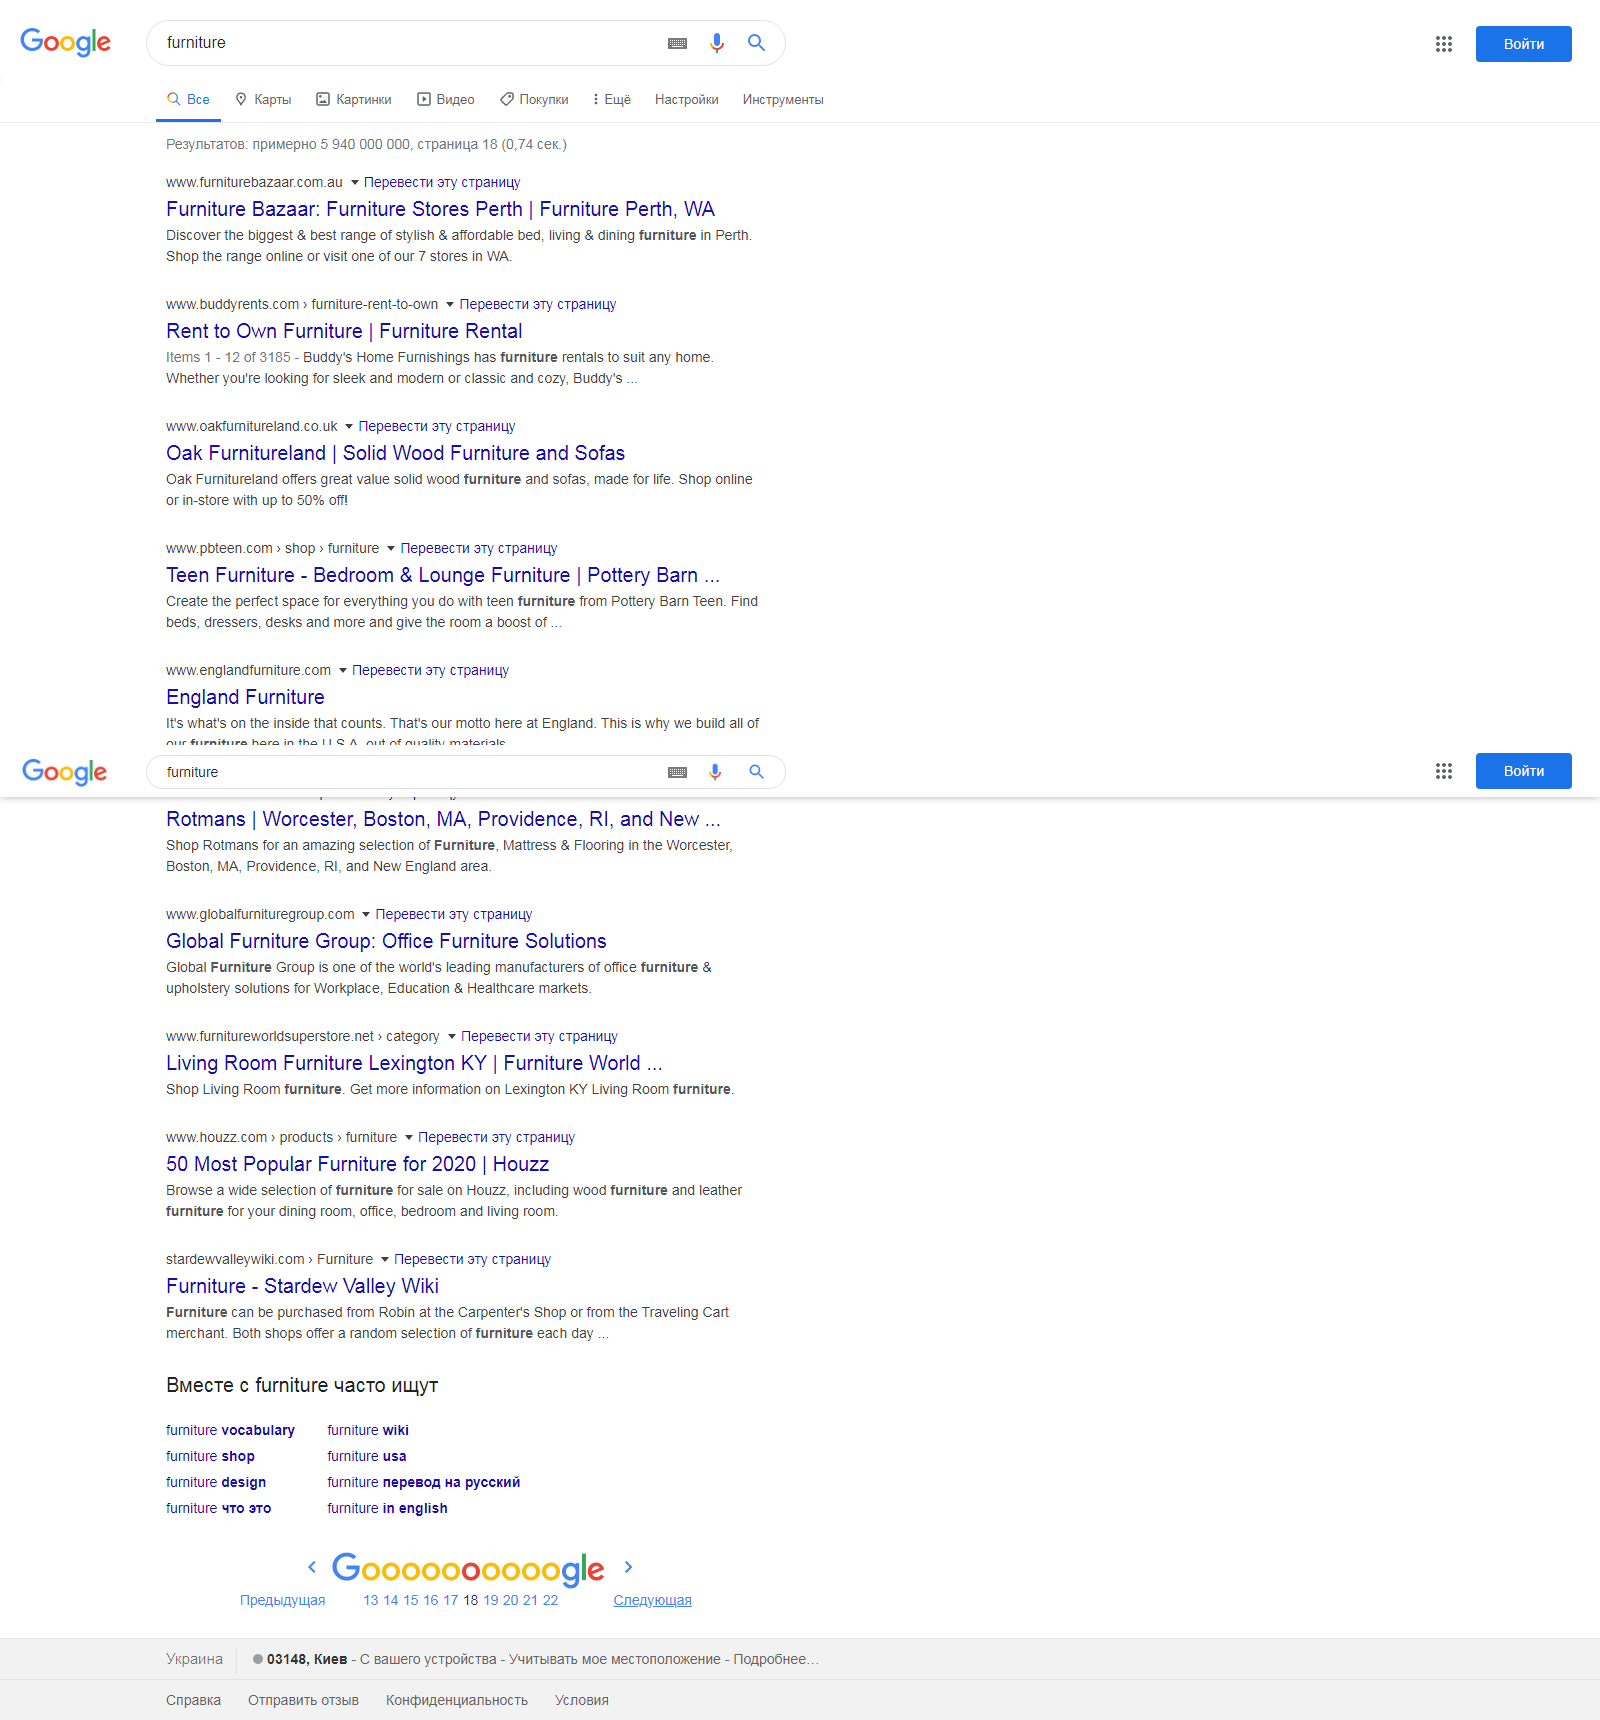 Google furniture Войти
Все Карты Картинки Видео Покупки Ещё Настройки Инструменты
Результатов: примерно 5 940 000 000, страница 18 (0,74 сек.)
www.furniturebazaar.com.au Перевести эту страницу
Furniture Bazaar: Furniture Stores Perth | Furniture Perth, WA
Discover the biggest & best range of stylish & affordable bed, living & dining furniture in Perth.
Shop the range online or visit one of our 7 stores in WA.
www.buddyrents.com › furniture-rent-to-own Перевести эту страницу
Rent to Own Furniture | Furniture Rental
Items 1 - 12 of 3185 - Buddy's Home Furnishings has furniture rentals to suit any home.
Whether you're looking for sleek and modern or classic and cozy, Buddy's ...
www.oakfurnitureland.co.uk Перевести эту страницу
Oak Furnitureland | Solid Wood Furniture and Sofas
Oak Furnitureland offers great value solid wood furniture and sofas, made for life. Shop online
or in-store with up to 50% off!
www.pbteen.com › shop › furniture Перевести эту страницу
Teen Furniture - Bedroom & Lounge Furniture | Pottery Barn ...
Create the perfect space for everything you do with teen furniture from Pottery Barn Teen. Find
beds, dressers, desks and more and give the room a boost of ...
www.englandfurniture.com Перевести эту страницу
England Furniture
It's what's on the inside that counts. That's our motto here at England. This is why we build all of
our furniture here in the U.S.A. out of quality materials
Google furniture Войти
Rotmans | Worcester, Boston, MA, Providence, RI, and New ...
Shop Rotmans for an amazing selection of Furniture, Mattress & Flooring in the Worcester,
Boston, MA, Providence, RI, and New England area.
www.globalfurnituregroup.com Перевести эту страницу
Global Furniture Group: Office Furniture Solutions
Global Furniture Group is one of the world's leading manufacturers of office furniture &
upholstery solutions for Workplace, Education & Healthcare markets.
www.furnitureworldsuperstore.net › category Перевести эту страницу
Living Room Furniture Lexington KY | Furniture World ...
Shop Living Room furniture. Get more information on Lexington KY Living Room furniture.
www.houzz.com › products › furniture Перевести эту страницу
50 Most Popular Furniture for 2020 | Houzz
Browse a wide selection of furniture for sale on Houzz, including wood furniture and leather
furniture for your dining room, office, bedroom and living room.
stardewvalleywiki.com › Furniture Перевести эту страницу
Furniture - Stardew Valley Wiki
Furniture can be purchased from Robin at the Carpenter's Shop or from the Traveling Cart
merchant. Both shops offer a random selection of furniture each day ...
Вместе с furniture часто ищут
furniture vocabulary furniture wiki
furniture shop furniture usa
furniture design furniture перевод на русский
furniture что это furniture in english
Goooooooooogle
Предыдущая 13 14 15 16 17 18 19 20 21 22 Следующая
Украина 03148, Киев - С вашего устройства - Учитывать мое местоположение - Подробнее…
Справка Отправить отзыв Конфиденциальность Условия